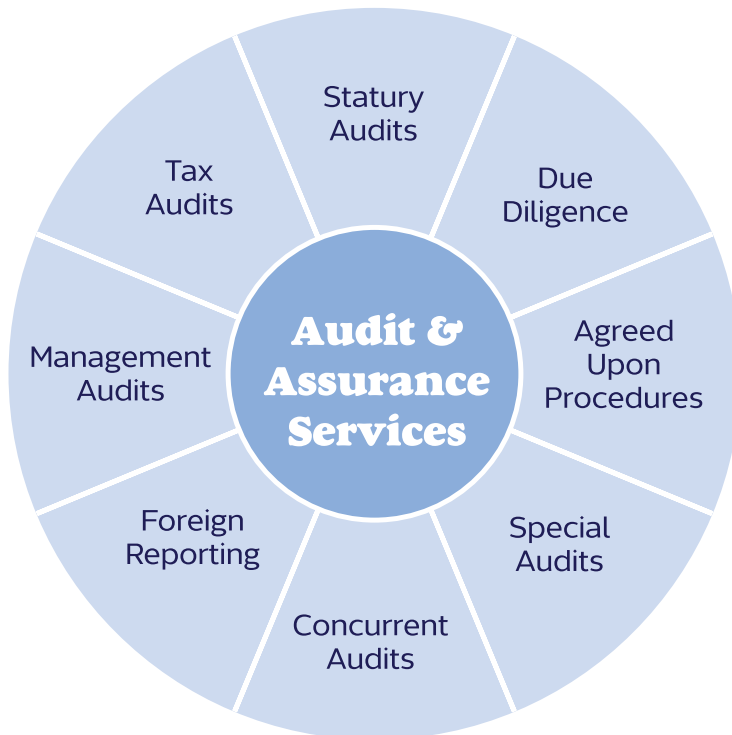 Audit &
Assurance
Services
Statury
Audits
Due
Diligence
Agreed
Upon
Procedures
Special
Audits
Concurrent
Audits
Foreign
Reporting
Management
Audits
Tax
Audits